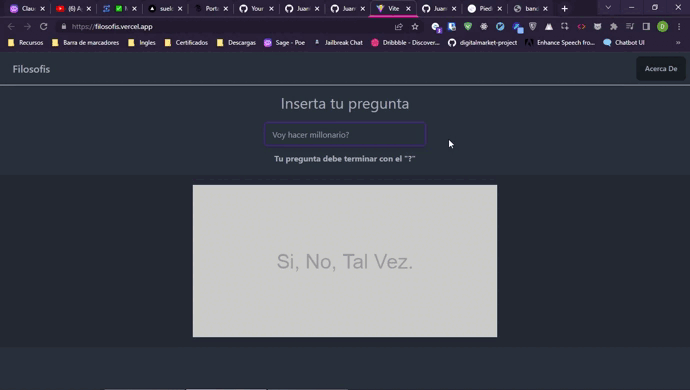 Clau
(6) A
suel
Porta
Your
Juan
Juan
Vite
Juan
Pied
banc
https://filosofis.vercel.app
Recursos
Barra de marcadores
Ingles
Certificados
Descargas
Sage - Poe
Jailbreak Chat
Dribbble - Discover...
digitalmarket-project
Enhance Speech fro...
Chatbot UI
»
Filosofis
Acerca De
Inserta tu pregunta
Voy hacer millonario?
Tu pregunta debe terminar con el "?"
Si, No, Tal Vez.